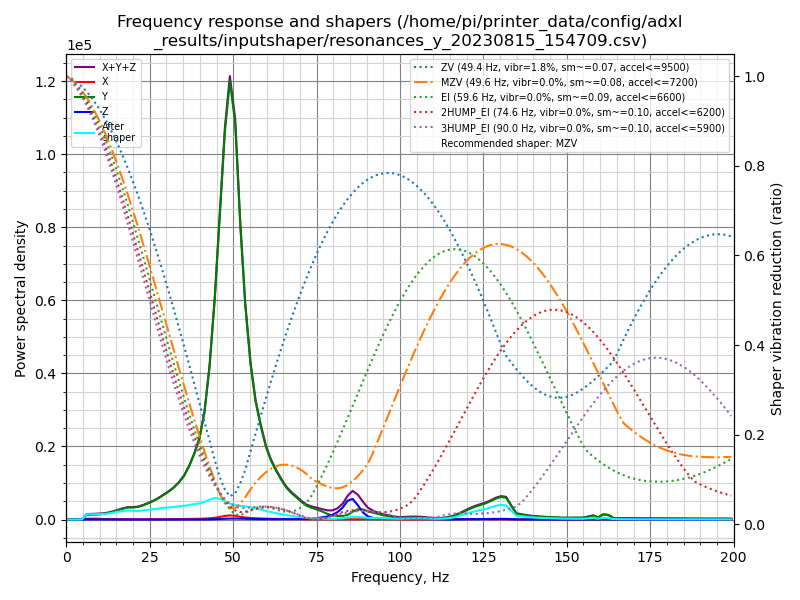 Frequency response and shapers (/home/pi/printer_data/config/adxl
_results/inputshaper/resonances_y_20230815_154709.csv)
1e5
X+Y+Z
X
Y
Z
After
shaper
ZV (49.4 Hz, vibr=1.8%, sm~=0.07, accel<=9500)
MZV (49.6 Hz, vibr=0.0%, sm~=0.08, accel<=7200)
EI (59.6 Hz, vibr=0.0%, sm~=0.09, accel<=6600)
2HUMP_EI (74.6 Hz, vibr=0.0%, sm~=0.10, accel<=6200)
3HUMP_EI (90.0 Hz, vibr=0.0%, sm~=0.10, accel<=5900)
Recommended shaper: MZV
Power spectral density
1.2
1.0
0.8
0.6
0.4
0.2
0.0
1.0
0.8
0.6
0.4
0.2
0.0
Shaper vibration reduction (ratio)
0 25 50 75 100 125 150 175 200
Frequency, Hz